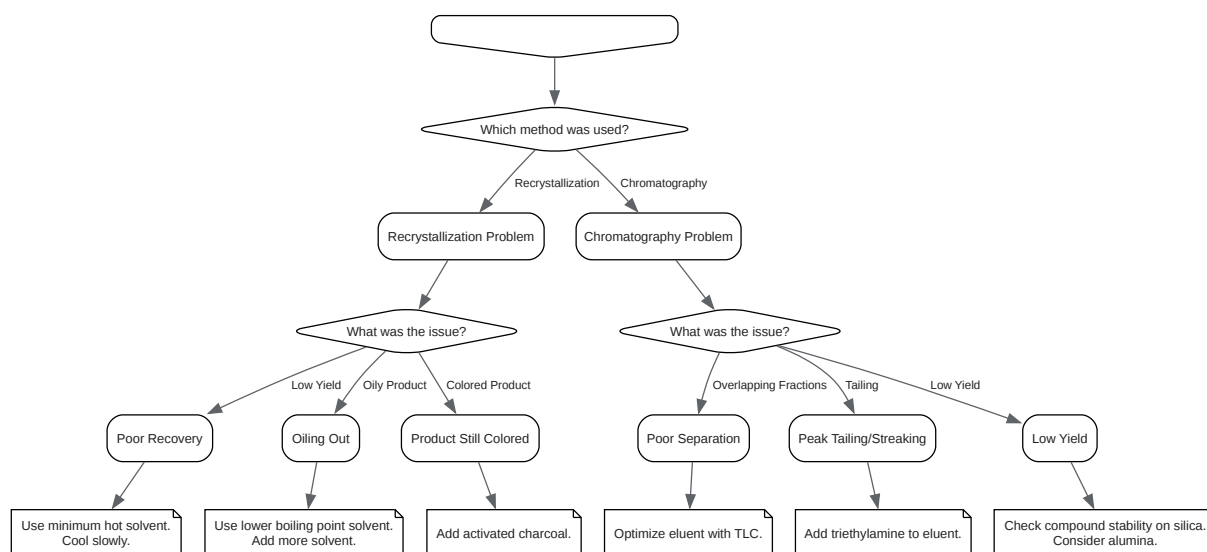 Which method was used?
Recrystallization
Chromatography
Recrystallization Problem
Chromatography Problem
What was the issue?
What was the issue?
Low Yield
Oily Product
Colored Product
Overlapping Fractions
Tailing
Low Yield
Poor Recovery
Oiling Out
Product Still Colored
Poor Separation
Peak Tailing/Streaking
Low Yield
Use minimum hot solvent.
Cool slowly.
Use lower boiling point solvent.
Add more solvent.
Add activated charcoal.
Optimize eluent with TLC.
Add triethylamine to eluent.
Check compound stability on silica.
Consider alumina.